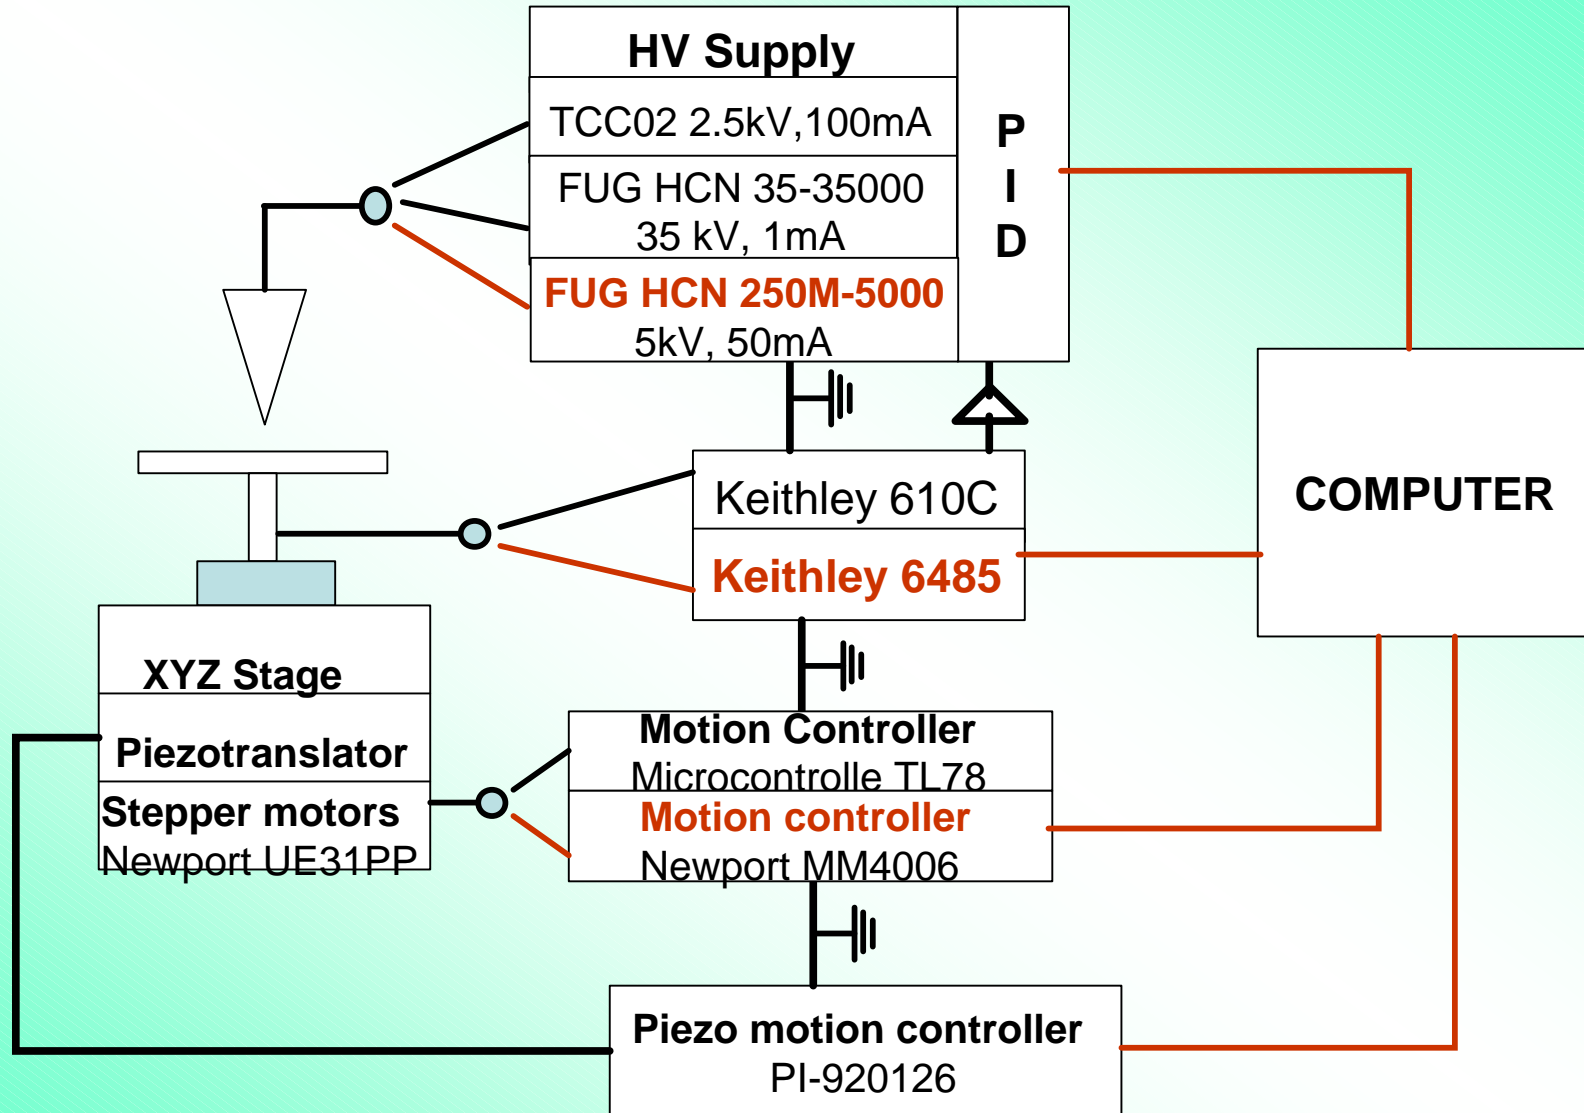 HV Supply
TCC02 2.5kV,100mA
FUG HCN 35-35000
35 kV, 1mA
FUG HCN 250M-5000
5kV, 50mA
P
I
D
Keithley 610C
Keithley 6485
COMPUTER
XYZ Stage
Piezotranslator
Stepper motors
Newport UE31PP
Motion Controller
Microcontrolle TL78
Motion controller
Newport MM4006
Piezo motion controller
PI-920126